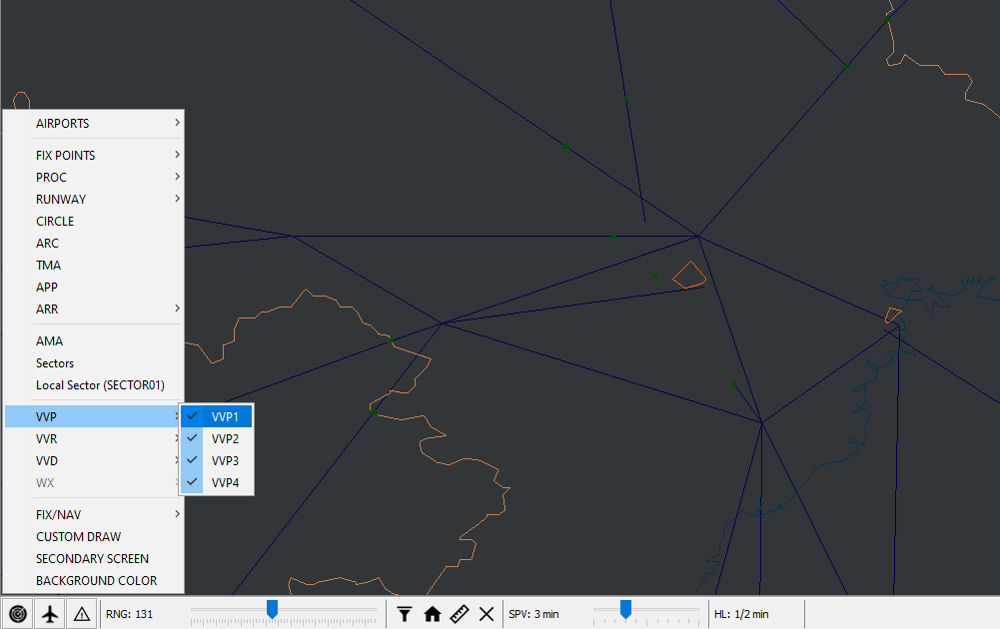 AIRPORTS
FIX POINTS
PROC
RUNWAY
CIRCLE
ARC
TMA
APP
ARR
AMA
Sectors
Local Sector (SECTOR01)
VVP
VVR
VVD
WX
VVP1
VVP2
VVP3
VVP4
FIX/NAV
CUSTOM DRAW
SECONDARY SCREEN
BACKGROUND COLOR
RNG: 131
SPV: 3 min
HL: 1/2 min